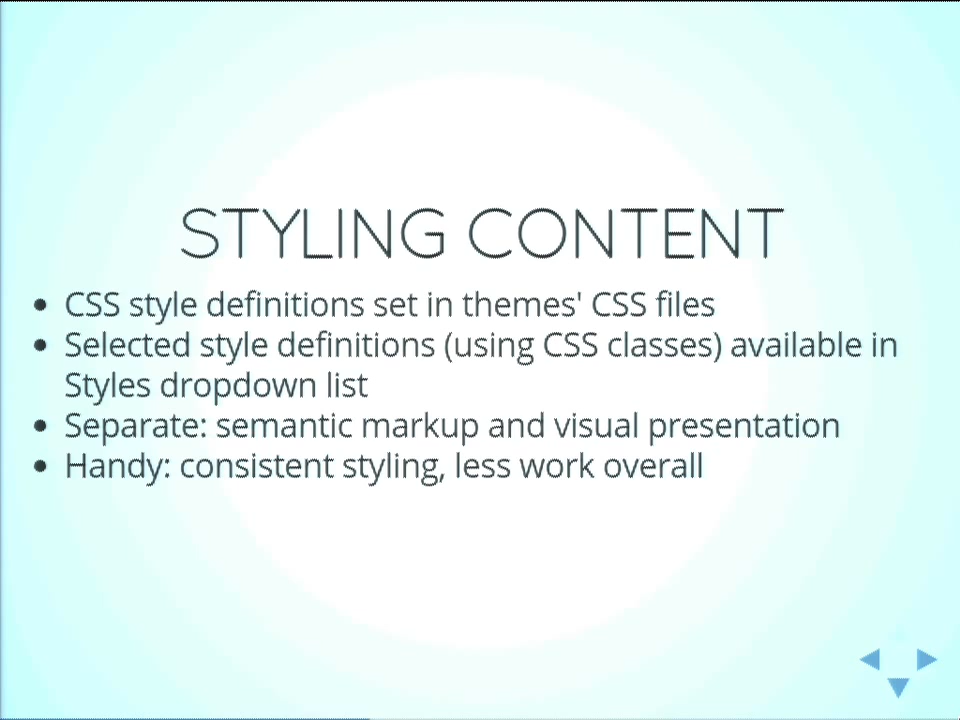 STYLING CONTENT
CSS style definitions set in themes' CSS files
Selected style definitions (using CSS classes) available in
Styles dropdown list
Separate: semantic markup and visual presentation
Handy: consistent styling, less work overall